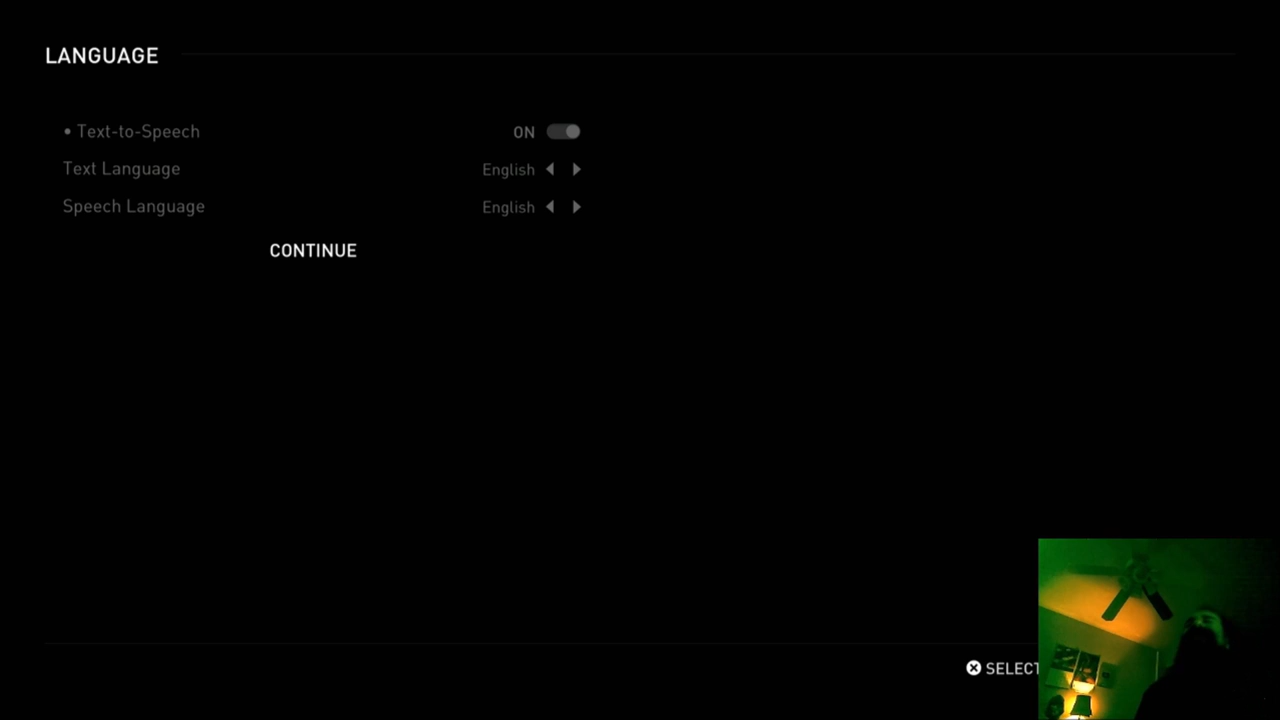 LANGUAGE
• Text-to-Speech ON
Text Language English
Speech Language English
CONTINUE
SELECT